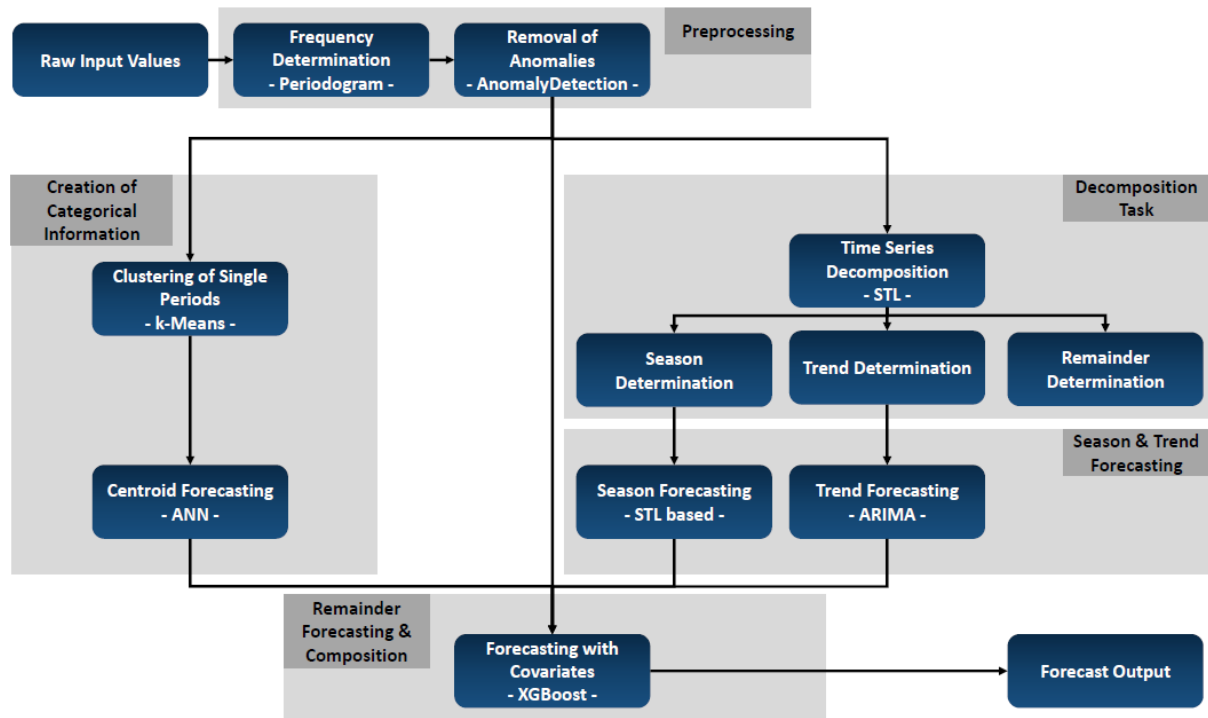 Preprocessing
Raw Input Values
Frequency
Determination
- Periodogram -
Removal of
Anomalies
- AnomalyDetection -
Creation of
Categorical
Information
Clustering of Single
Periods
- k-Means -
Centroid Forecasting
- ANN -
Decomposition
Task
Time Series
Decomposition
- STL -
Season
Determination
Trend Determination
Remainder
Determination
Season & Trend
Forecasting
Season Forecasting
- STL based -
Trend Forecasting
- ARIMA -
Remainder
Forecasting &
Composition
Forecasting with
Covariates
- XGBoost -
Forecast Output